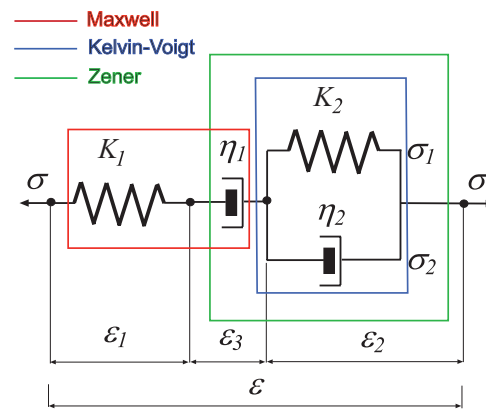 Maxwell
Kelvin-Voigt
Zener
K₂
K₁ η₁ σ₁
σ σ
η₂
σ₂
ε₁ ε₃ ε₂
ε